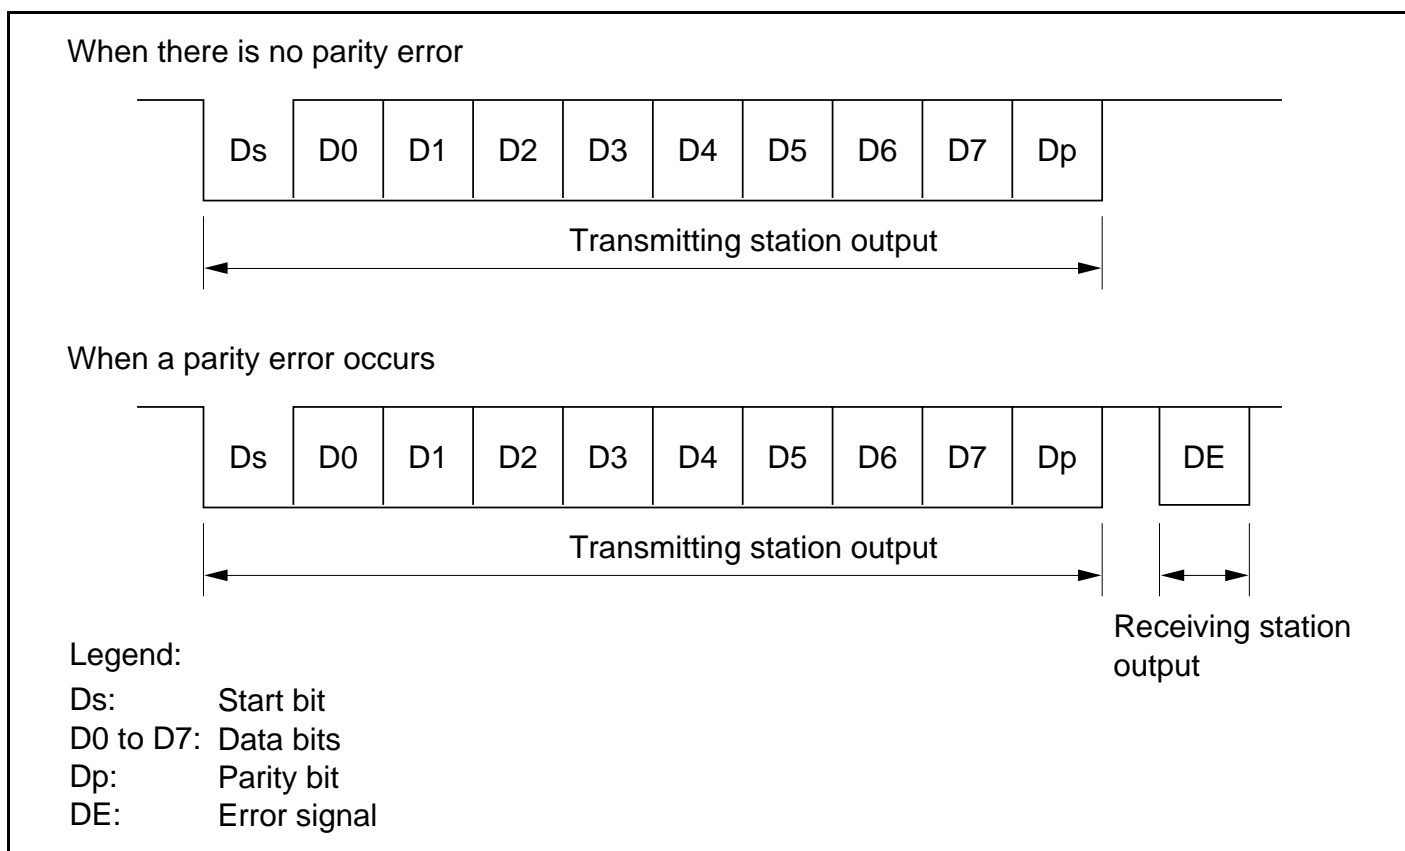 When there is no parity error
Ds D0 D1 D2 D3 D4 D5 D6 D7 Dp
Transmitting station output
When a parity error occurs
Ds D0 D1 D2 D3 D4 D5 D6 D7 Dp DE
Transmitting station output
Receiving station
output
Legend:
Ds: Start bit
D0 to D7: Data bits
Dp: Parity bit
DE: Error signal